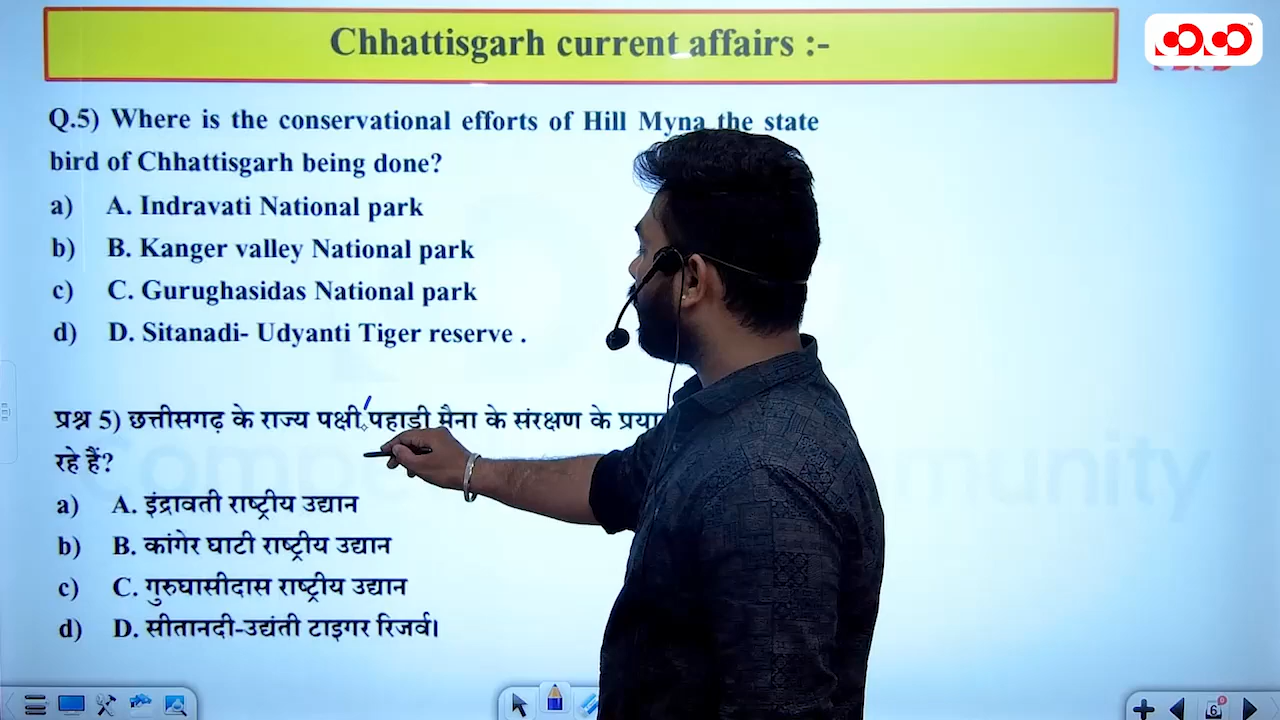 Chhattisgarh current affairs :-
Q.5) Where is the conservational efforts of Hill Myna the state
bird of Chhattisgarh being done?
a) A. Indravati National park
b) B. Kanger valley National park
c) C. Gurughasidas National park
d) D. Sitanadi- Udyanti Tiger reserve .
प्रश्न 5) छत्तीसगढ़ के राज्य पक्षी पहाड़ी मैना के संरक्षण के
रहे हैं?
a) A. इंद्रावती राष्ट्रीय उद्यान
b) B. कांगेर घाटी राष्ट्रीय उद्यान
c) C. गुरुघासीदास राष्ट्रीय उद्यान
d) D. सीतानदी-उद्यंती टाइगर रिजर्व।
6